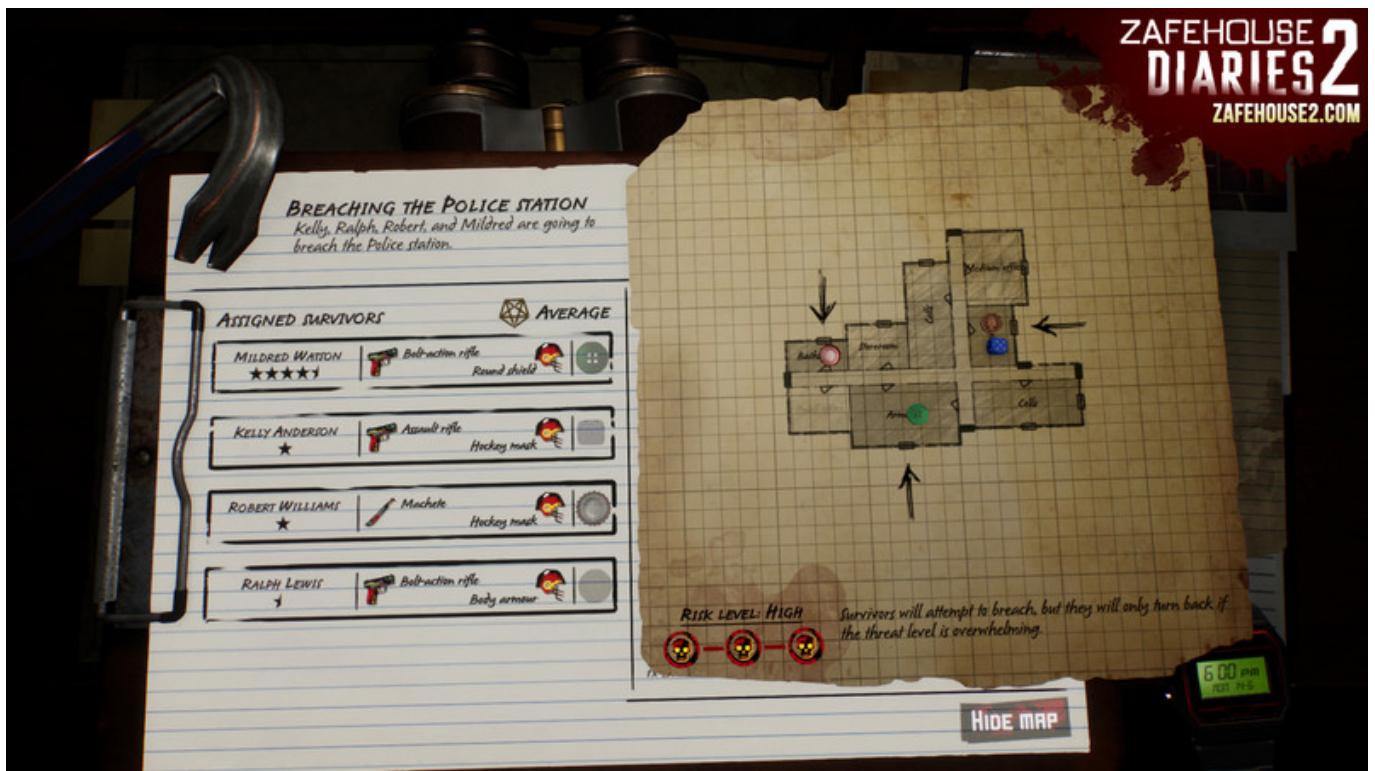 ZAFEHOUSE
DIARIES 2
ZAFEHOUSE2.COM
BREACHING THE POLICE STATION
Kelly, Ralph, Robert, and Mildred are going to
breach the Police station.
ASSIGNED SURVIVORS
AVERAGE
MILDRED WATSON
Bolt-action rifle
Round shield
KELLY ANDERSON
Assault rifle
Hockey mask
ROBERT WILLIAMS
Machete
Hockey mask
RALPH LEWIS
Bolt-action rifle
Body armour
Medium office
Cells
Cells
RISK LEVEL: HIGH
Survivors will attempt to breach, but they will only turn back if
the threat level is overwhelming.
6:00 PM
HIDE MAP